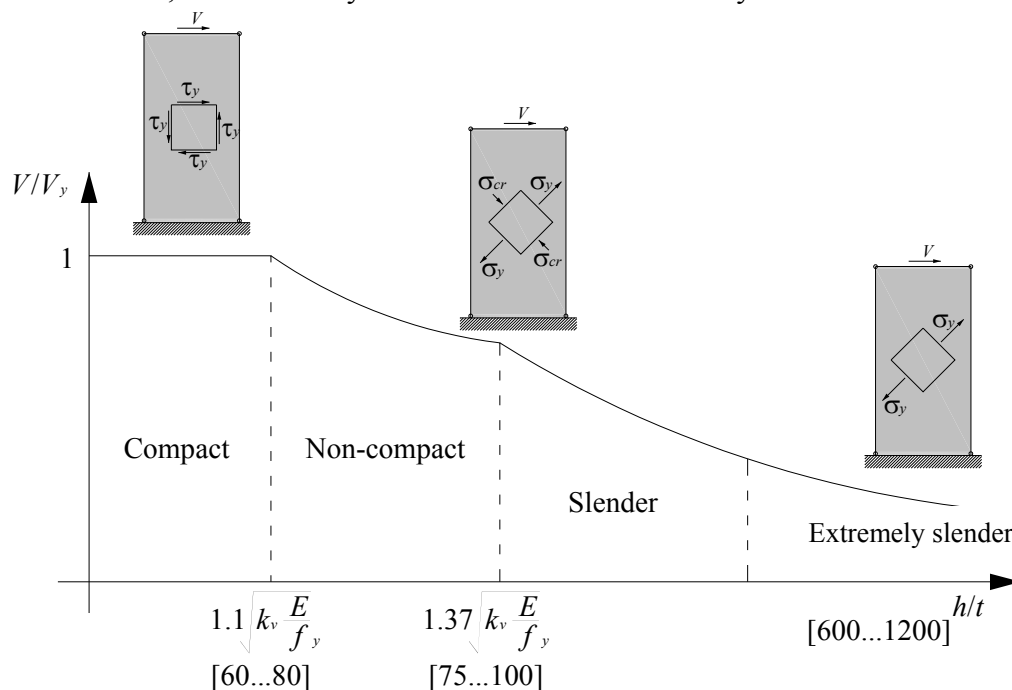 V
τy
τy
τy
τy
V
σcr
σy
σy
σcr
V
σy
σy
V/Vy
1
Compact
Non-compact
Slender
Extremely slender
h/t
1.1√kv E/fy
[60...80]
1.37√kv E/fy
[75...100]
[600...1200]